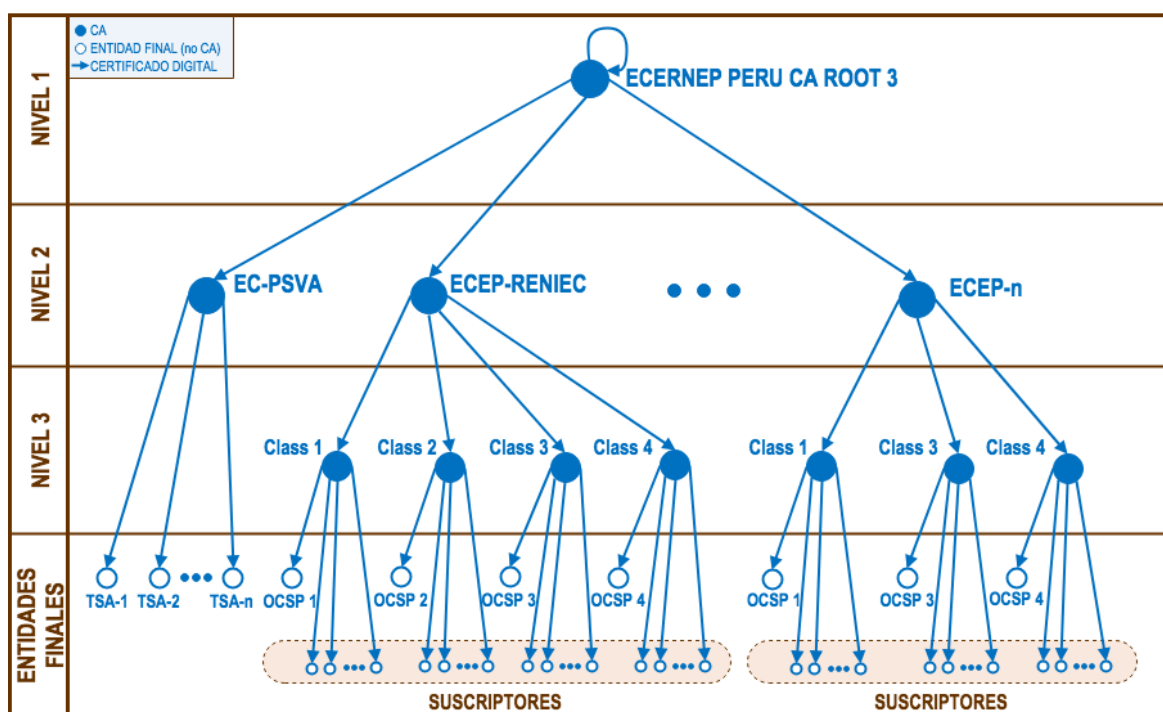 CA
ENTIDAD FINAL (no CA)
CERTIFICADO DIGITAL
NIVEL 1
ECERNEP PERU CA ROOT 3
NIVEL 2
EC-PSVA
ECEP-RENIEC
ECEP-n
NIVEL 3
Class 1
Class 2
Class 3
Class 4
Class 1
Class 3
Class 4
ENTIDADES
FINALES
TSA-1
TSA-2
TSA-n
OCSP 1
OCSP 2
OCSP 3
OCSP 4
OCSP 1
OCSP 3
OCSP 4
SUSCRIPTORES
SUSCRIPTORES